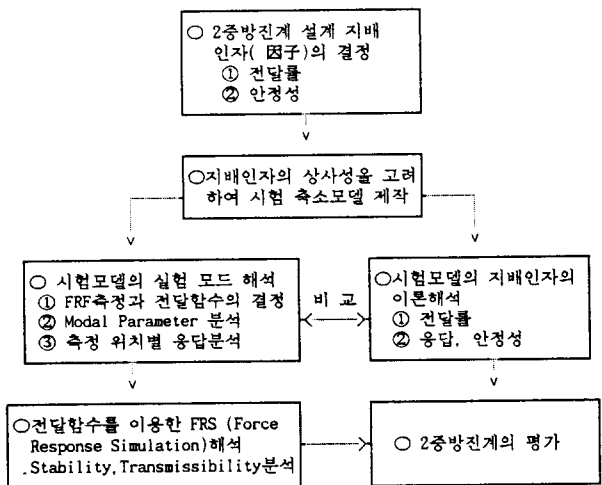 ○ 2중방진계 설계 지배
인자( 因子)의 결정
① 전달률
② 안정성
○지배인자의 상사성을 고려
하여 시험 축소모델 제작
○ 시험모델의 실험 모드 해석
① FRF측정과 전달함수의 결정
② Modal Parameter 분석
③ 측정 위치별 응답분석
비 교
○시험모델의 지배인자의
이론해석
① 전달률
② 응답, 안정성
○전달함수를 이용한 FRS (Force
Response Simulation)해석
.Stability,Transmissibility분석
○ 2중방진계의 평가